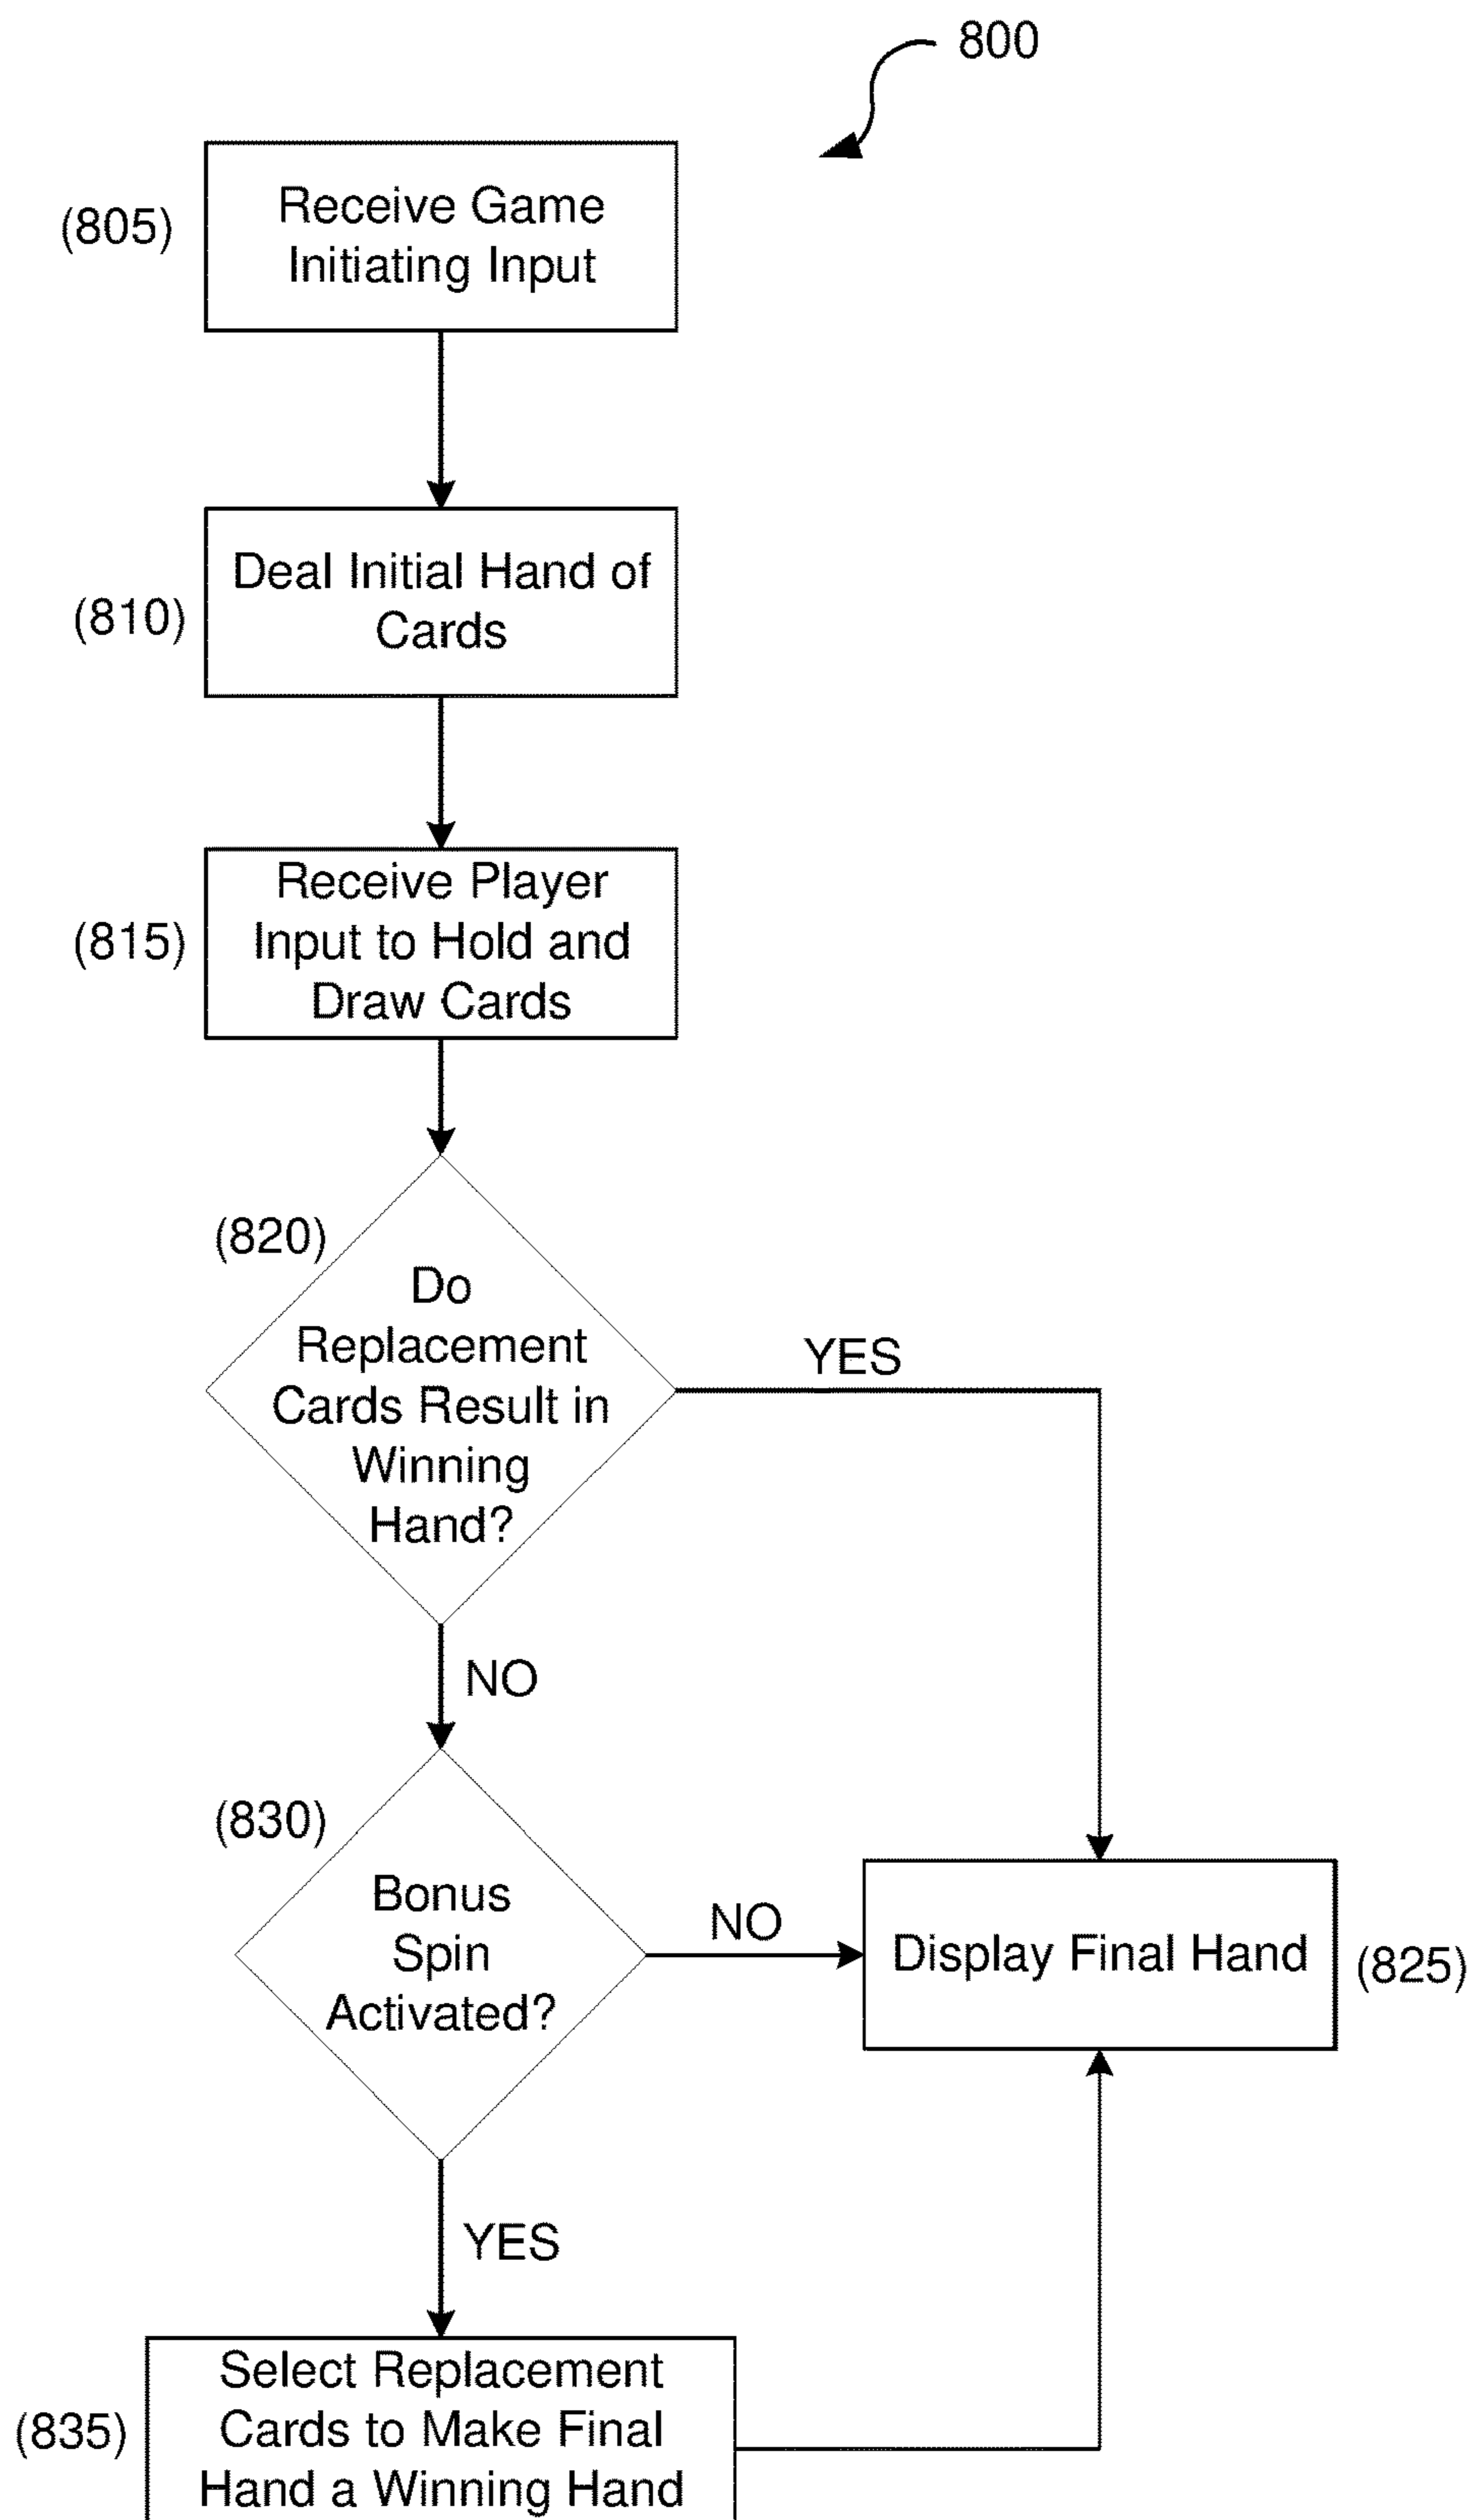 800
(805)
Receive Game
Initiating Input
(810)
Deal Initial Hand of
Cards
(815)
Receive Player
Input to Hold and
Draw Cards
(820)
Do
Replacement
Cards Result in
Winning
Hand?
YES
NO
(830)
Bonus
Spin
Activated?
NO
Display Final Hand
(825)
YES
(835)
Select Replacement
Cards to Make Final
Hand a Winning Hand